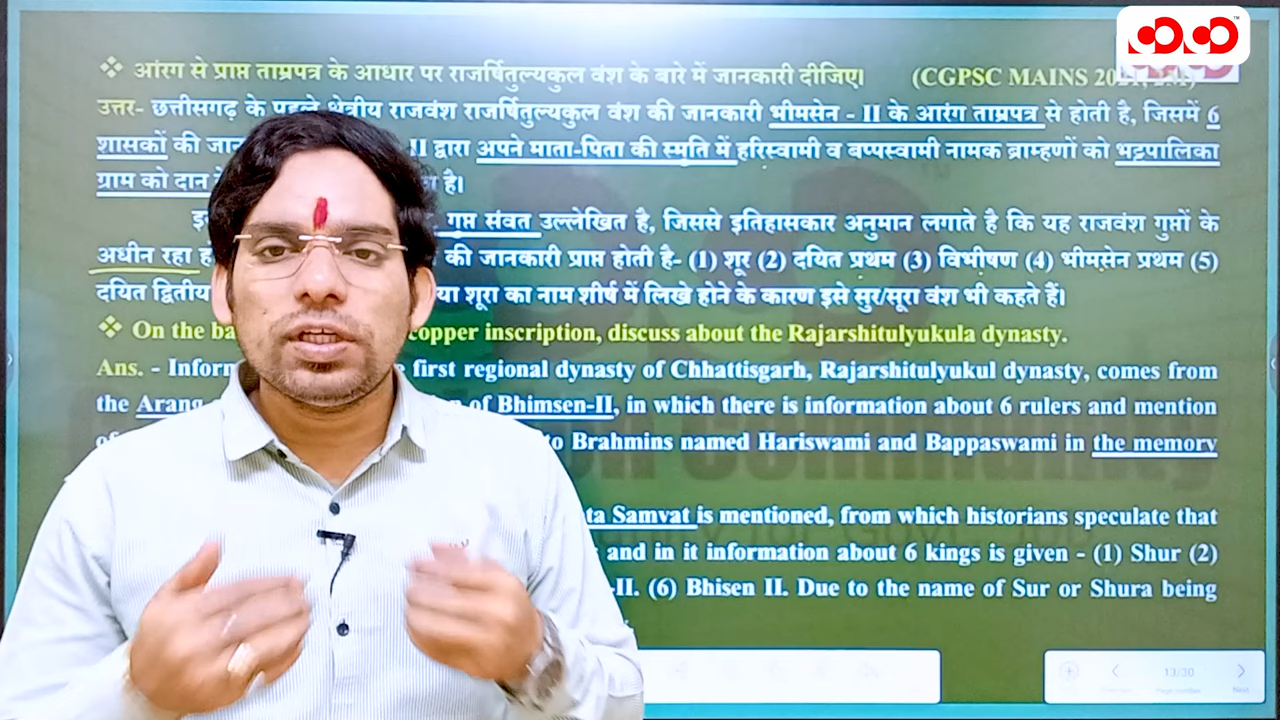 ❖ आंरग से प्राप्त ताम्रपत्र के आधार पर राजर्षितुल्यकुल वंश के बारे में जानकारी दीजिए। (CGPSC MAINS
उत्तर- छत्तीसगढ़ के पहले क्षेत्रीय राजवंश राजर्षितुल्यकुल वंश की जानकारी भीमसेन - II के आरंग ताम्रपत्र से होती है, जिसमें 6
शासकों की II द्वारा अपने माता-पिता की स्मृति में हरिस्वामी व बप्पस्वामी नामक ब्राम्हणों को भट्टपालिका
ग्राम को दान है।
गुप्त संवत उल्लेखित है, जिससे इतिहासकार अनुमान लगाते है कि यह राजवंश गुप्तों के
अधीन रहा की जानकारी प्राप्त होती है- (1) शूर (2) दयित प्रथम (3) विभीषण (4) भीमसेन प्रथम (5)
दयित द्वितीय या शूरा का नाम शीर्ष में लिखे होने के कारण इसे सुर/सूरा वंश भी कहते हैं।
❖ On the copper inscription, discuss about the Rajarshitulyukula dynasty.
Ans. - first regional dynasty of Chhattisgarh, Rajarshitulyukul dynasty, comes from
the Arang of Bhimsen-II, in which there is information about 6 rulers and mention
to Brahmins named Hariswami and Bappaswami in the memory
Samvat is mentioned, from which historians speculate that
and in it information about 6 kings is given - (1) Shur (2)
II. (6) Bhisen II. Due to the name of Sur or Shura being
13/30